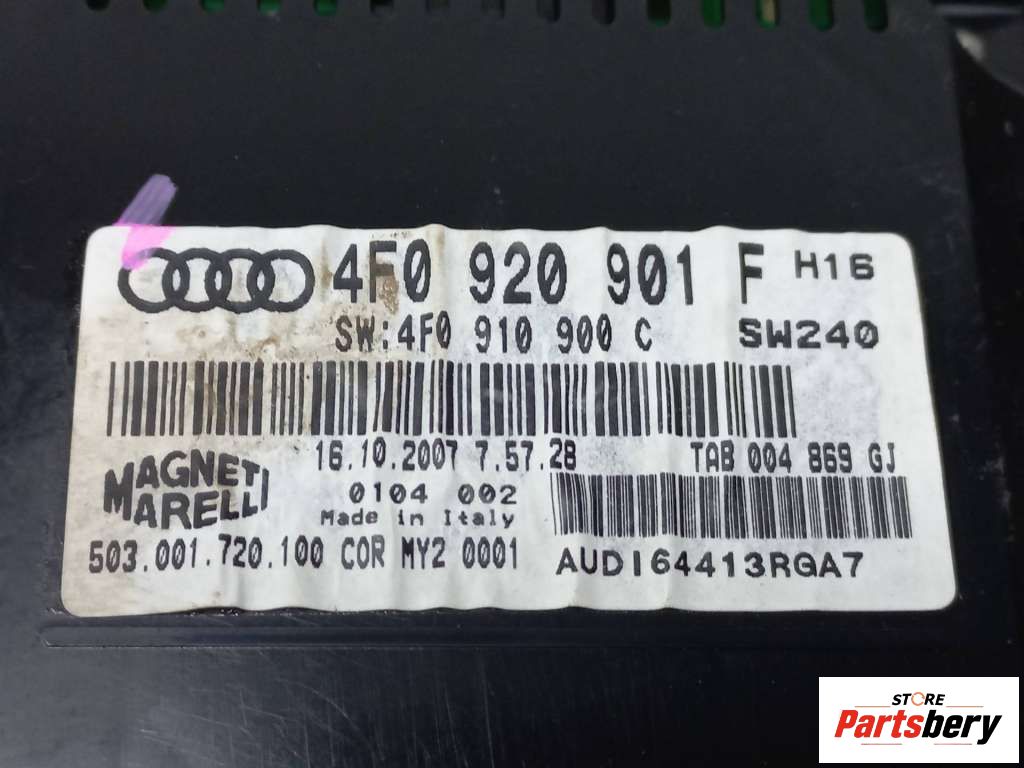 4F0 920 901 F H16
SW:4F0 910 900 C SW240
16.10.2007 7.57.28 TAB 004 869 GJ
MAGNETI
MARELLI
0104 002
Made in Italy
503.001.720.100 COR MY2 0001
AUDI64413RGA7
STORE
Partsbery